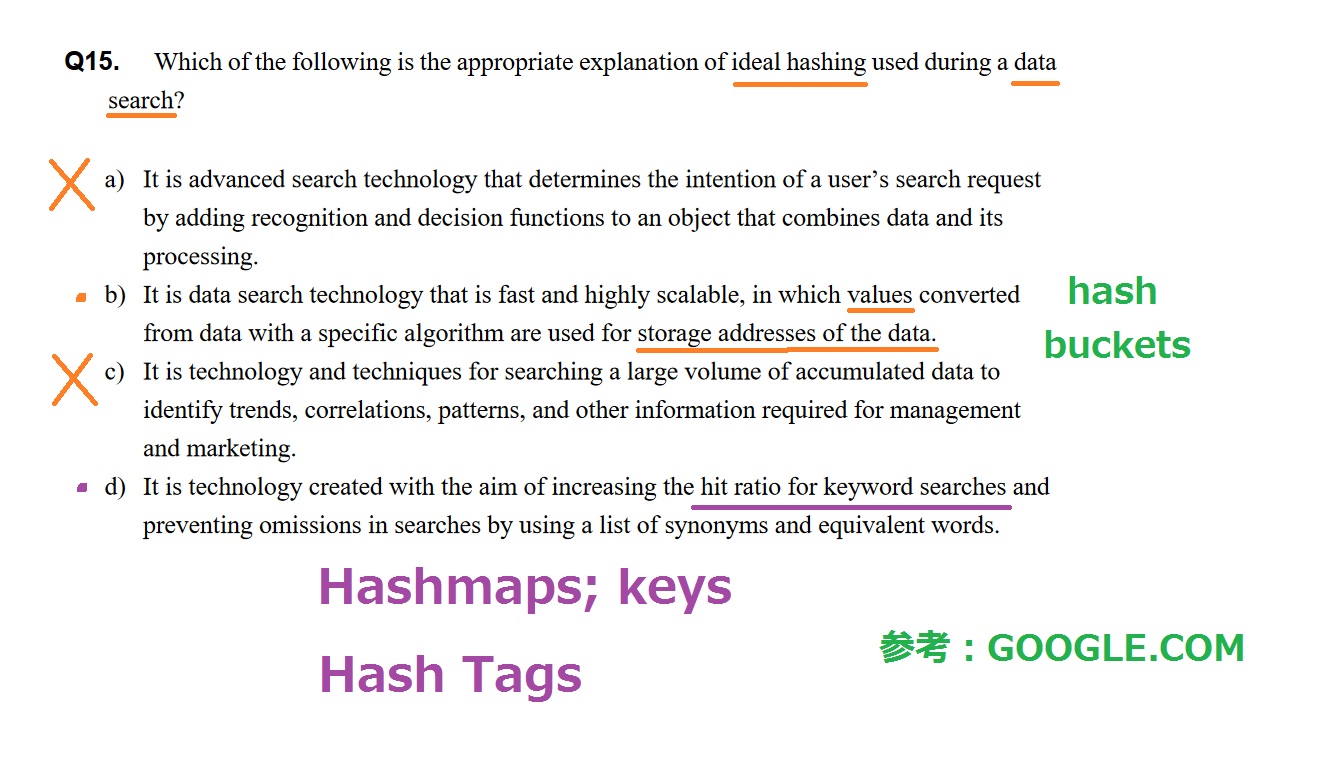 Q15. Which of the following is the appropriate explanation of ideal hashing used during a data
search?
a) It is advanced search technology that determines the intention of a user’s search request
by adding recognition and decision functions to an object that combines data and its
processing.
b) It is data search technology that is fast and highly scalable, in which values converted
from data with a specific algorithm are used for storage addresses of the data.
hash
buckets
c) It is technology and techniques for searching a large volume of accumulated data to
identify trends, correlations, patterns, and other information required for management
and marketing.
d) It is technology created with the aim of increasing the hit ratio for keyword searches and
preventing omissions in searches by using a list of synonyms and equivalent words.
Hashmaps; keys
Hash Tags
参考：GOOGLE.COM